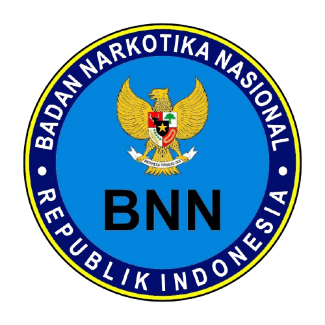 BADAN NARKOTIKA NASIONAL
BNN
REPUBLIK INDONESIA